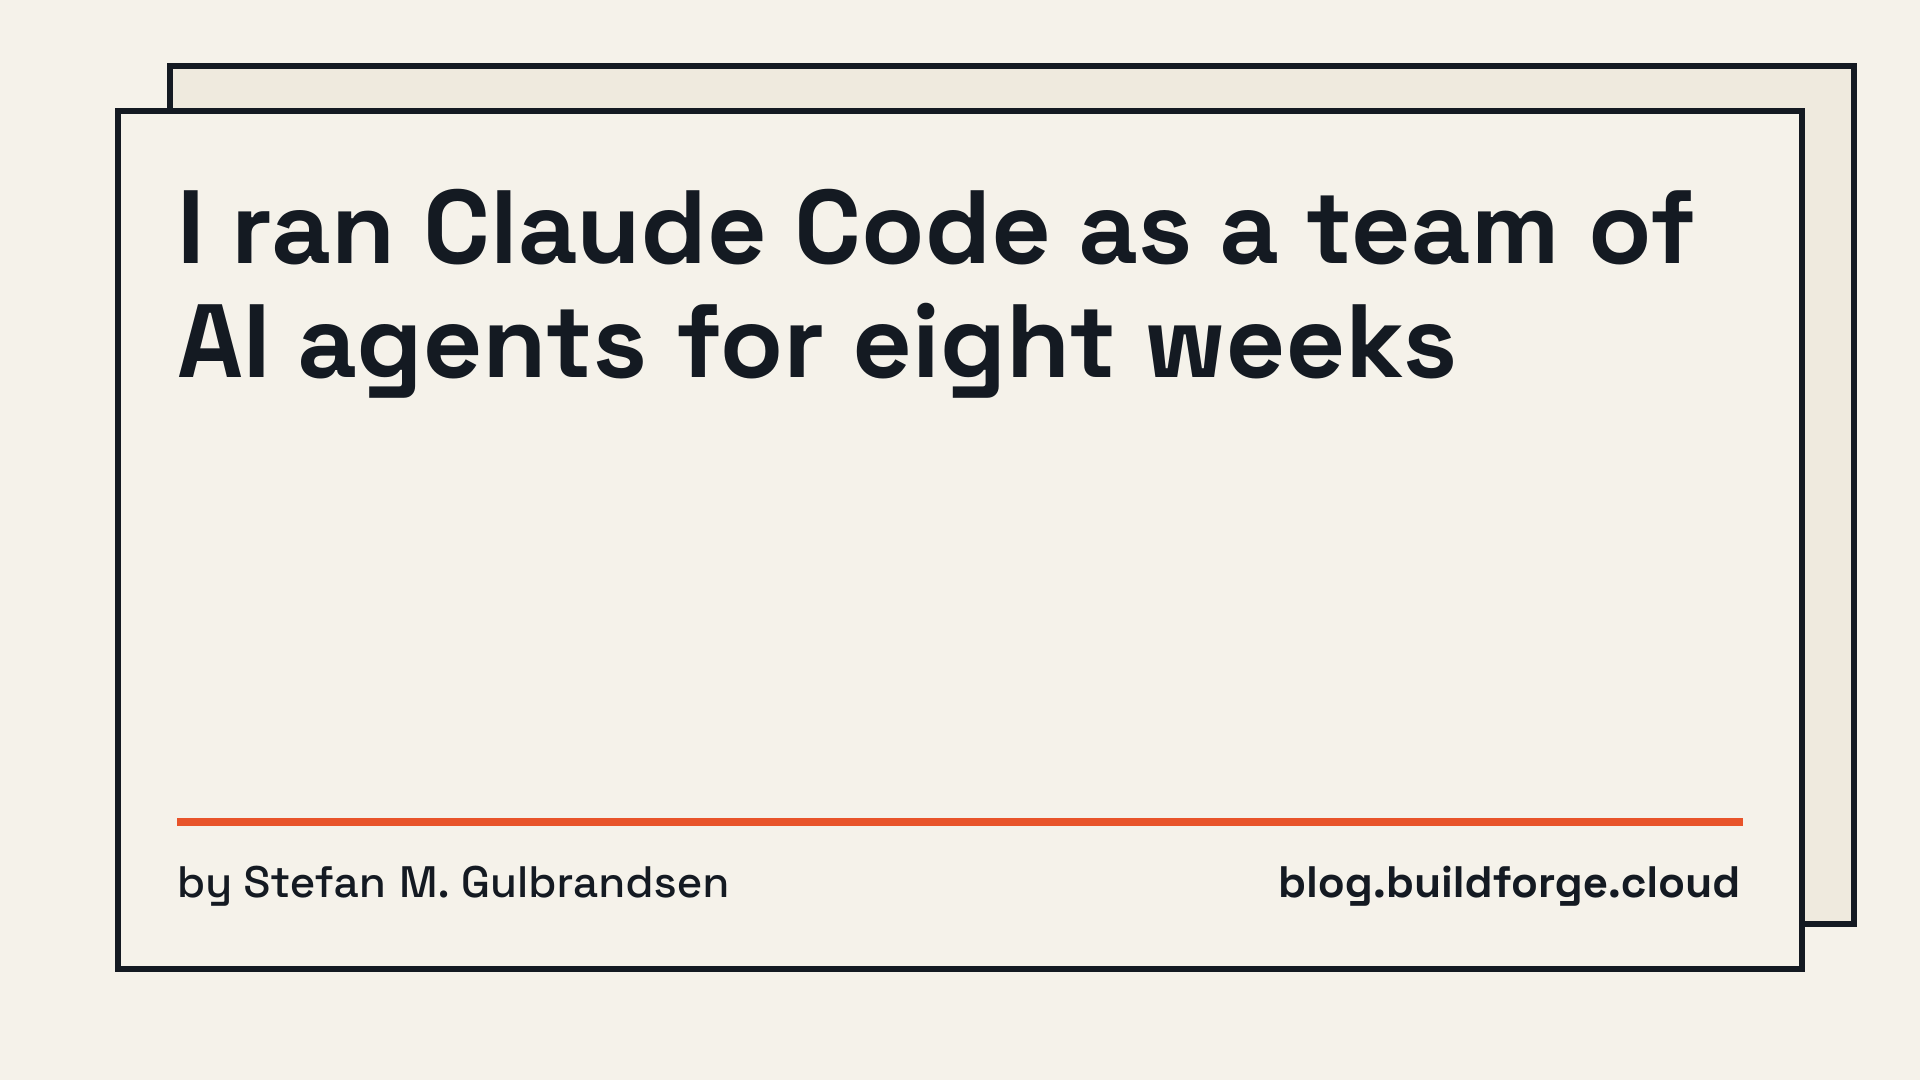 I ran Claude Code as a team of
AI agents for eight weeks
by Stefan M. Gulbrandsen
blog.buildforge.cloud